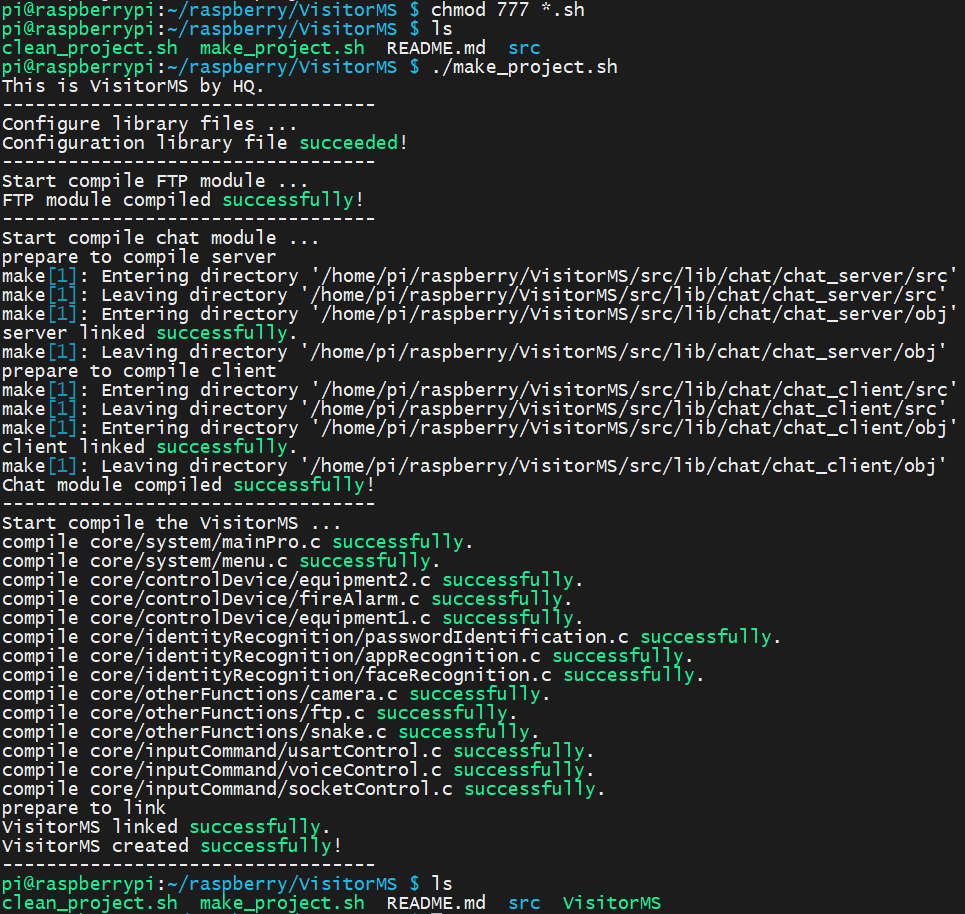 pi@raspberrypi:~/raspberry/VisitorMS $ chmod 777 *.sh
pi@raspberrypi:~/raspberry/VisitorMS $ ls
clean_project.sh  make_project.sh  README.md  src
pi@raspberrypi:~/raspberry/VisitorMS $ ./make_project.sh
This is VisitorMS by HQ.
----------------------------------
Configure library files ...
Configuration library file succeeded!
----------------------------------
Start compile FTP module ...
FTP module compiled successfully!
----------------------------------
Start compile chat module ...
prepare to compile server
make[1]: Entering directory '/home/pi/raspberry/VisitorMS/src/lib/chat/chat_server/src'
make[1]: Leaving directory '/home/pi/raspberry/VisitorMS/src/lib/chat/chat_server/src'
make[1]: Entering directory '/home/pi/raspberry/VisitorMS/src/lib/chat/chat_server/obj'
server linked successfully.
make[1]: Leaving directory '/home/pi/raspberry/VisitorMS/src/lib/chat/chat_server/obj'
prepare to compile client
make[1]: Entering directory '/home/pi/raspberry/VisitorMS/src/lib/chat/chat_client/src'
make[1]: Leaving directory '/home/pi/raspberry/VisitorMS/src/lib/chat/chat_client/src'
make[1]: Entering directory '/home/pi/raspberry/VisitorMS/src/lib/chat/chat_client/obj'
client linked successfully.
make[1]: Leaving directory '/home/pi/raspberry/VisitorMS/src/lib/chat/chat_client/obj'
Chat module compiled successfully!
----------------------------------
Start compile the VisitorMS ...
compile core/system/mainPro.c successfully.
compile core/system/menu.c successfully.
compile core/controlDevice/equipment2.c successfully.
compile core/controlDevice/fireAlarm.c successfully.
compile core/controlDevice/equipment1.c successfully.
compile core/identityRecognition/passwordIdentification.c successfully.
compile core/identityRecognition/appRecognition.c successfully.
compile core/identityRecognition/faceRecognition.c successfully.
compile core/otherFunctions/camera.c successfully.
compile core/otherFunctions/ftp.c successfully.
compile core/otherFunctions/snake.c successfully.
compile core/inputCommand/usartControl.c successfully.
compile core/inputCommand/voiceControl.c successfully.
compile core/inputCommand/socketControl.c successfully.
prepare to link
VisitorMS linked successfully.
VisitorMS created successfully!
----------------------------------
pi@raspberrypi:~/raspberry/VisitorMS $ ls
clean_project.sh  make_project.sh  README.md  src  VisitorMS